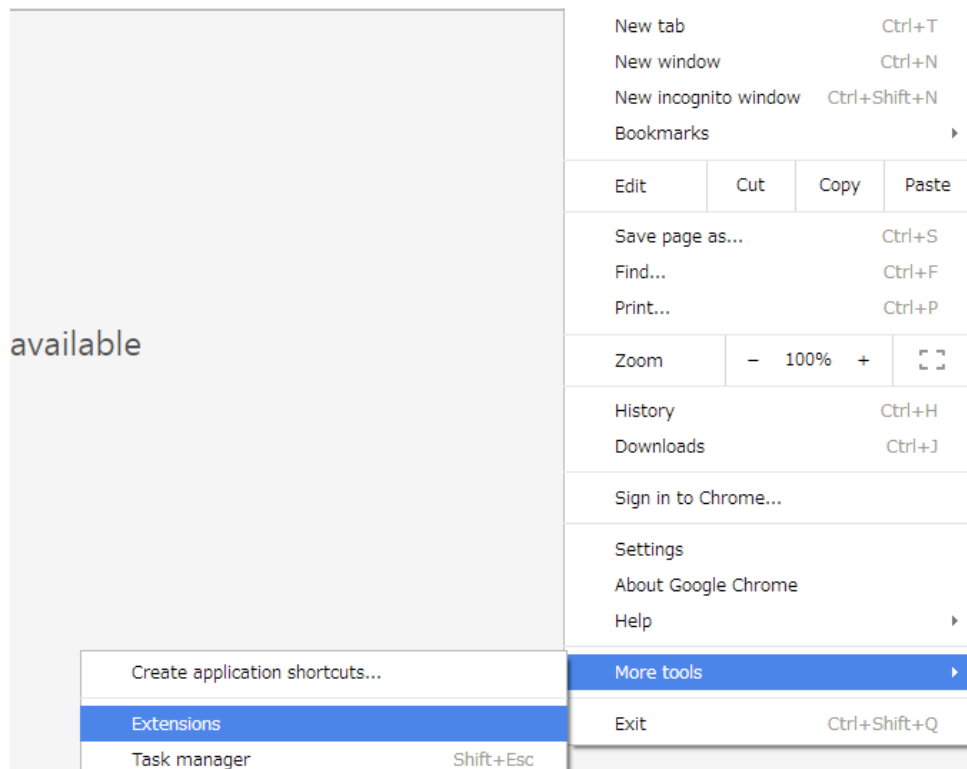 New tab Ctrl+T
New window Ctrl+N
New incognito window Ctrl+Shift+N
Bookmarks
Edit Cut Copy Paste
Save page as... Ctrl+S
Find... Ctrl+F
Print... Ctrl+P
available
Zoom − 100% +
History Ctrl+H
Downloads Ctrl+J
Sign in to Chrome...
Settings
About Google Chrome
Help
More tools
Exit Ctrl+Shift+Q
Create application shortcuts...
Extensions
Task manager Shift+Esc